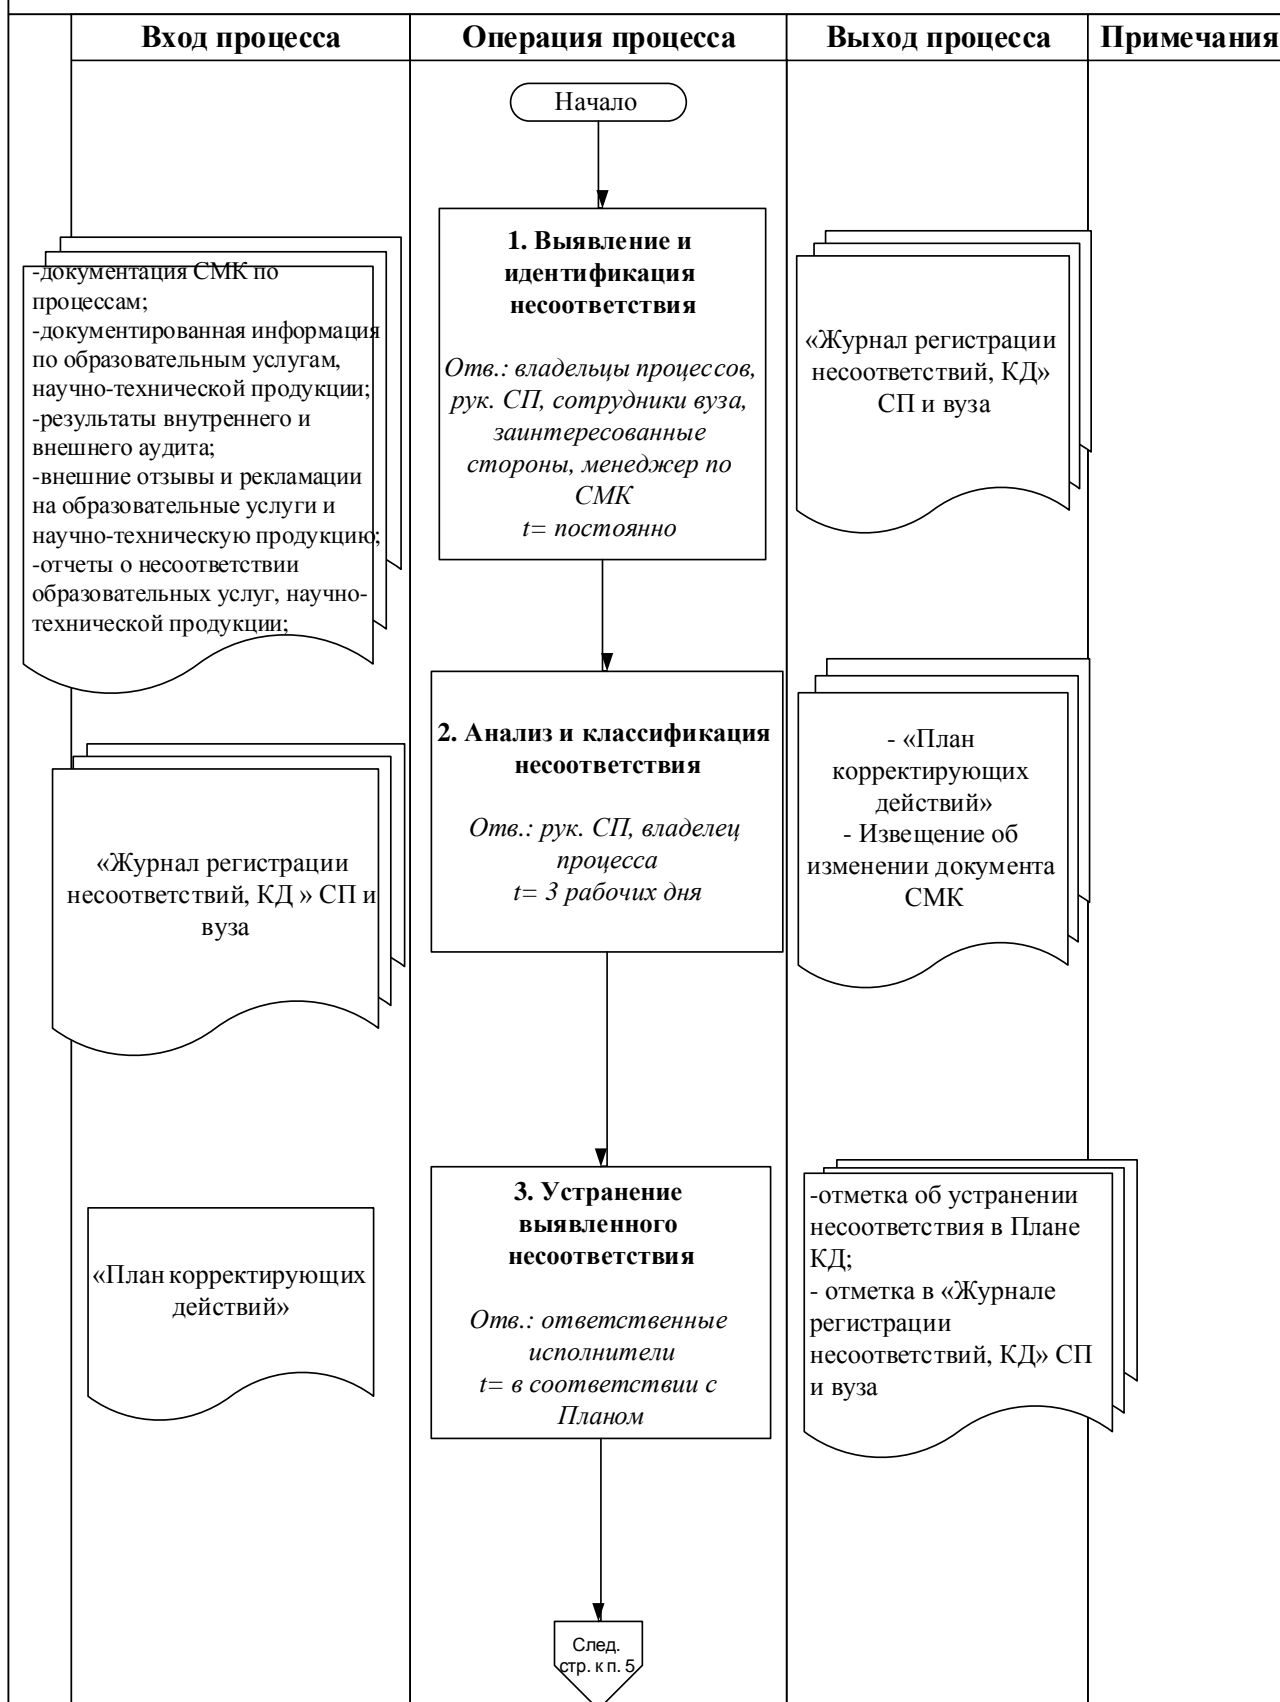 Вход процесса
Операция процесса
Выход процесса
Примечания
Начало
-документация СМК по
процессам;
-документированная информация
по образовательным услугам,
научно-технической продукции;
-результаты внутреннего и
внешнего аудита;
-внешние отзывы и рекламации
на образовательные услуги и
научно-техническую продукцию;
-отчеты о несоответствии
образовательных услуг, научно-
технической продукции;
1. Выявление и
идентификация
несоответствия
Отв.: владельцы процессов,
рук. СП, сотрудники вуза,
заинтересованные
стороны, менеджер по
СМК
t= постоянно
«Журнал регистрации
несоответствий, КД»
СП и вуза
«Журнал регистрации
несоответствий, КД » СП и
вуза
2. Анализ и классификация
несоответствия
Отв.: рук. СП, владелец
процесса
t= 3 рабочих дня
- «План
корректирующих
действий»
- Извещение об
изменении документа
СМК
«План корректирующих
действий»
3. Устранение
выявленного
несоответствия
Отв.: ответственные
исполнители
t= в соответствии с
Планом
-отметка об устранении
несоответствия в Плане
КД;
- отметка в «Журнале
регистрации
несоответствий, КД» СП
и вуза
След.
стр. к п. 5